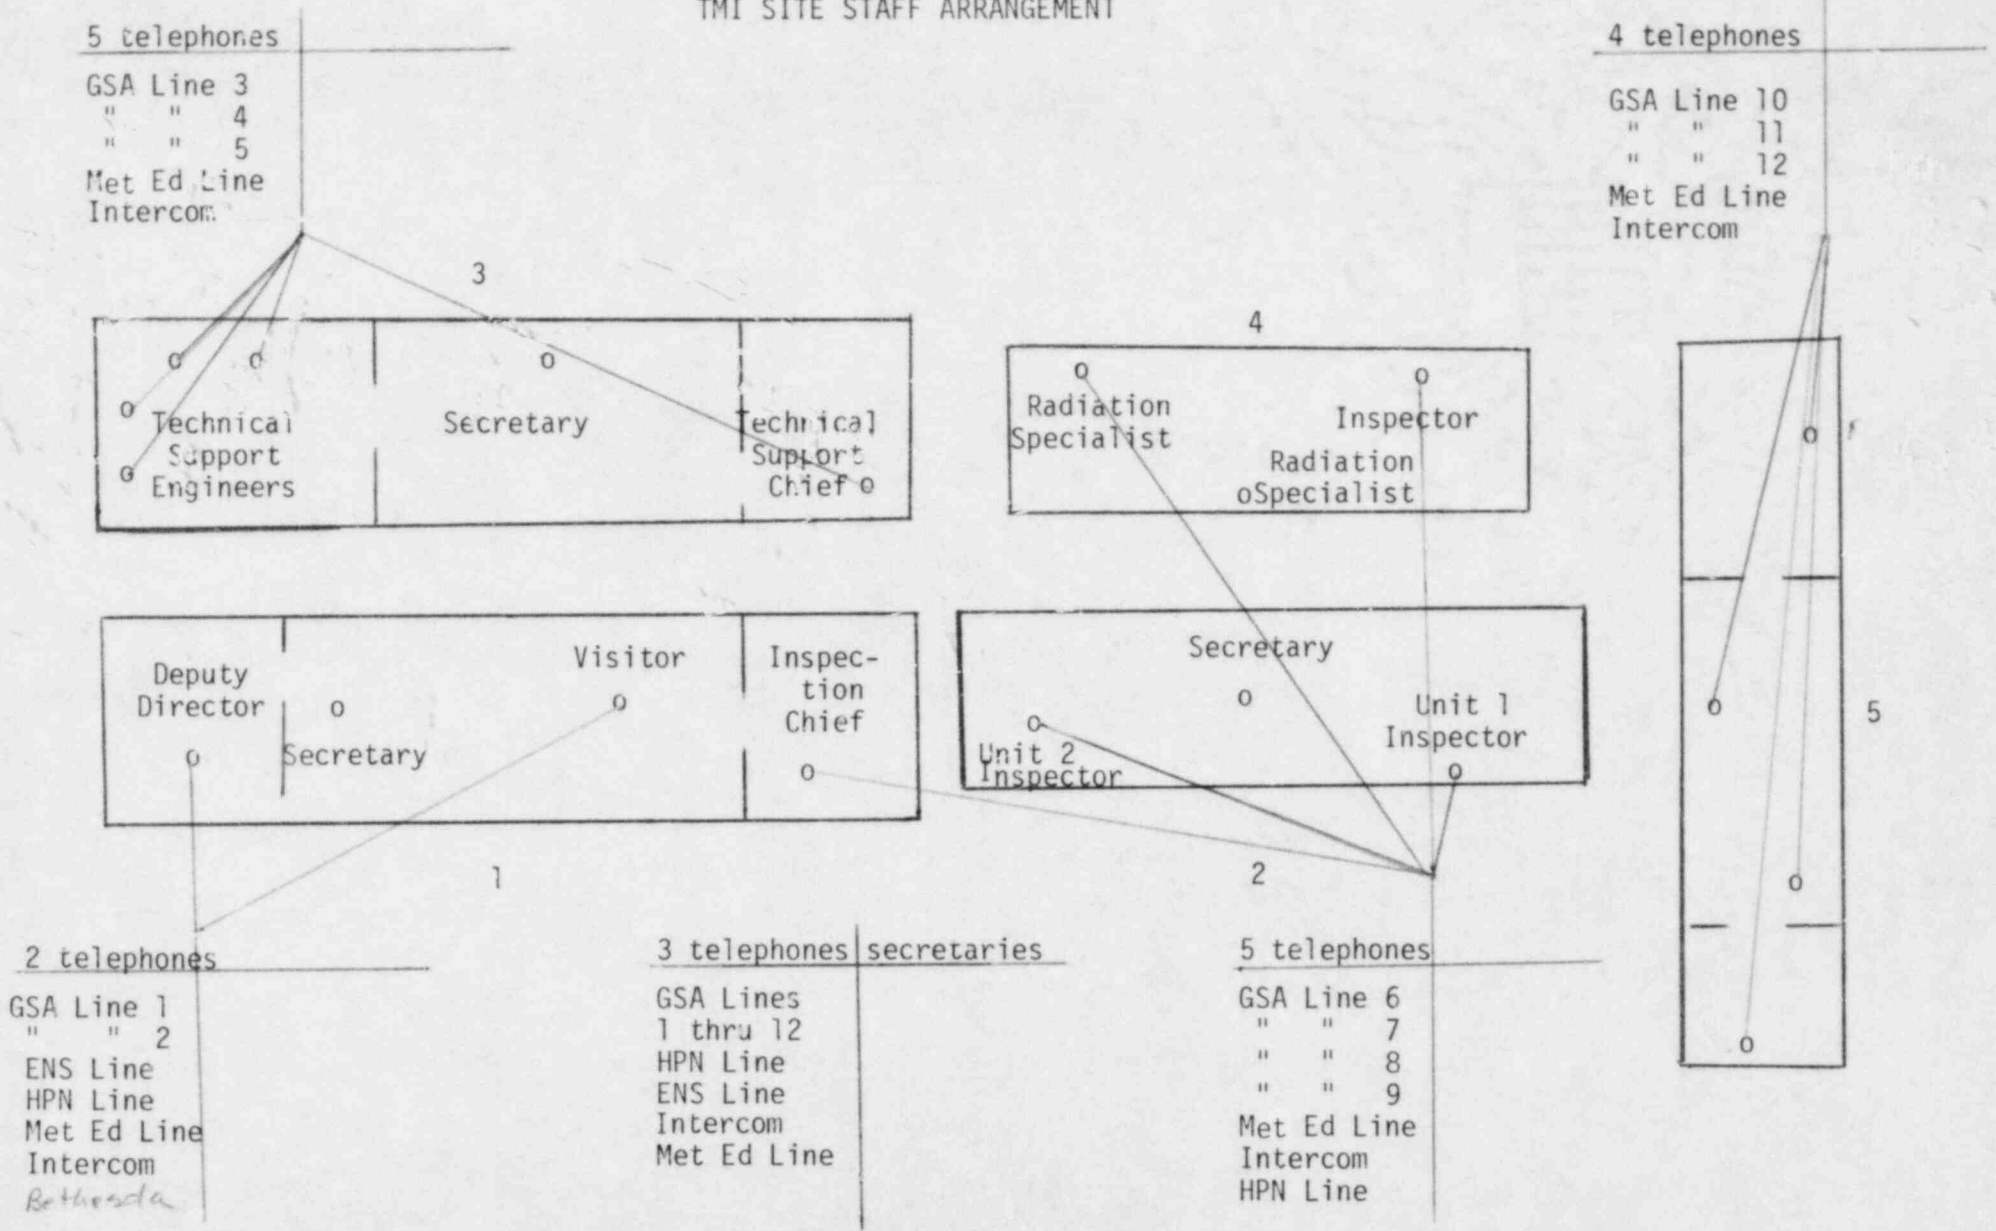 TMI SITE STAFF ARRANGEMENT
5 telephones
GSA Line 3
" " 4
" " 5
Met Ed Line
Intercom
4 telephones
GSA Line 10
" " 11
" " 12
Met Ed Line
Intercom
3
o o
o
o
Technical
Support
Engineers
o
Secretary
Technical
Support
Chief o
4
o
Radiation
Specialist
o
Inspector
Radiation
oSpecialist
o
o
o
o
5
Deputy
Director
o
o
Secretary
Visitor
o
Inspec-
tion
Chief
o
1
Secretary
o
o
Unit 2
Inspector
Unit 1
Inspector
o
2
2 telephones
GSA Line 1
" " 2
ENS Line
HPN Line
Met Ed Line
Intercom
Bethesda
3 telephones secretaries
GSA Lines
1 thru 12
HPN Line
ENS Line
Intercom
Met Ed Line
5 telephones
GSA Line 6
" " 7
" " 8
" " 9
Met Ed Line
Intercom
HPN Line